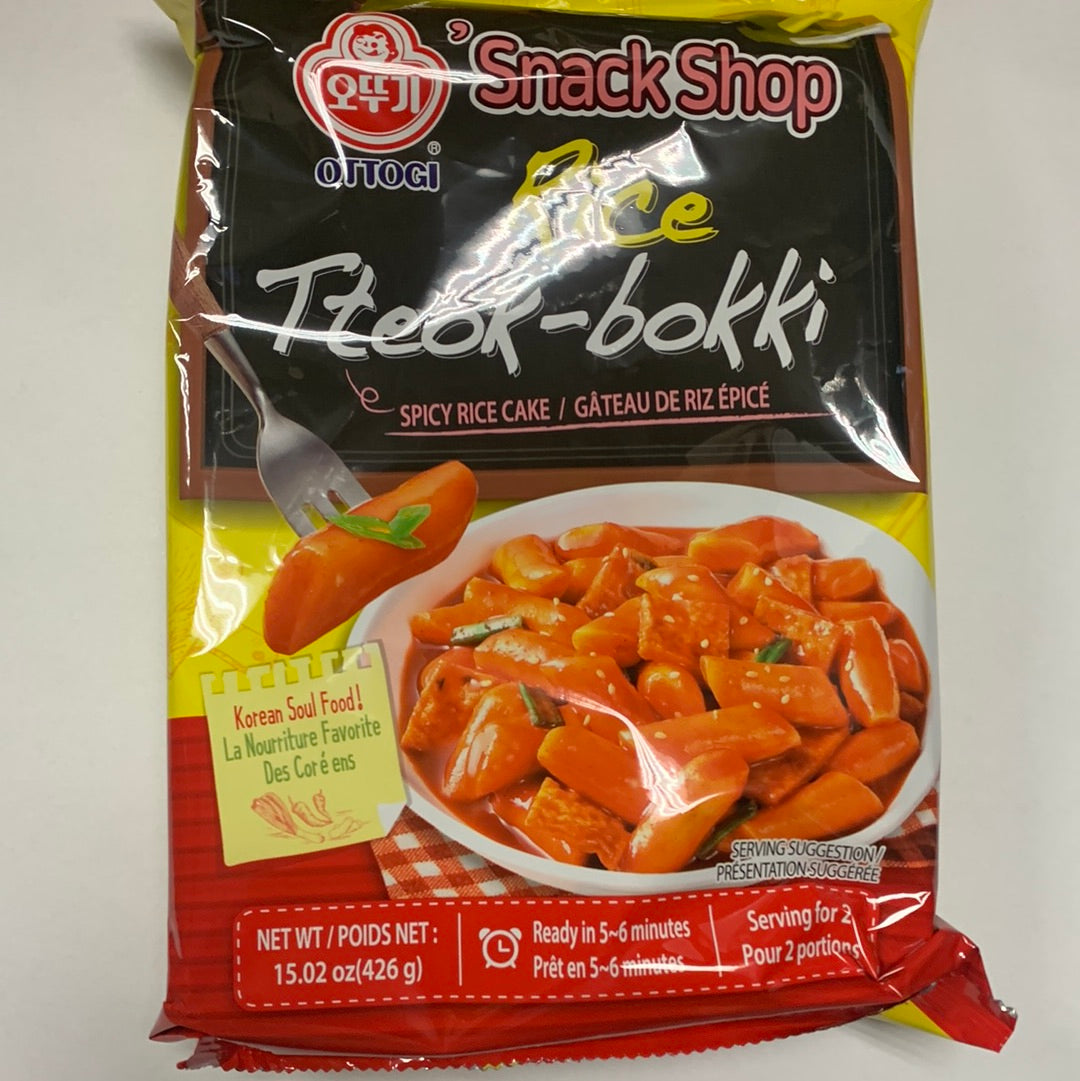 오뚜기
OTTOGI®
'Snack Shop
Rice
Tteok-bokki
SPICY RICE CAKE / GÂTEAU DE RIZ ÉPICÉ
Korean Soul Food!
La Nourriture Favorite
Des Coré ens
SERVING SUGGESTION/
PRÉSENTATION SUGGÉRÉE
NET WT / POIDS NET :
15.02 oz(426 g)
Ready in 5~6 minutes
Prêt en 5~6 minutes
Serving for 2
Pour 2 portions